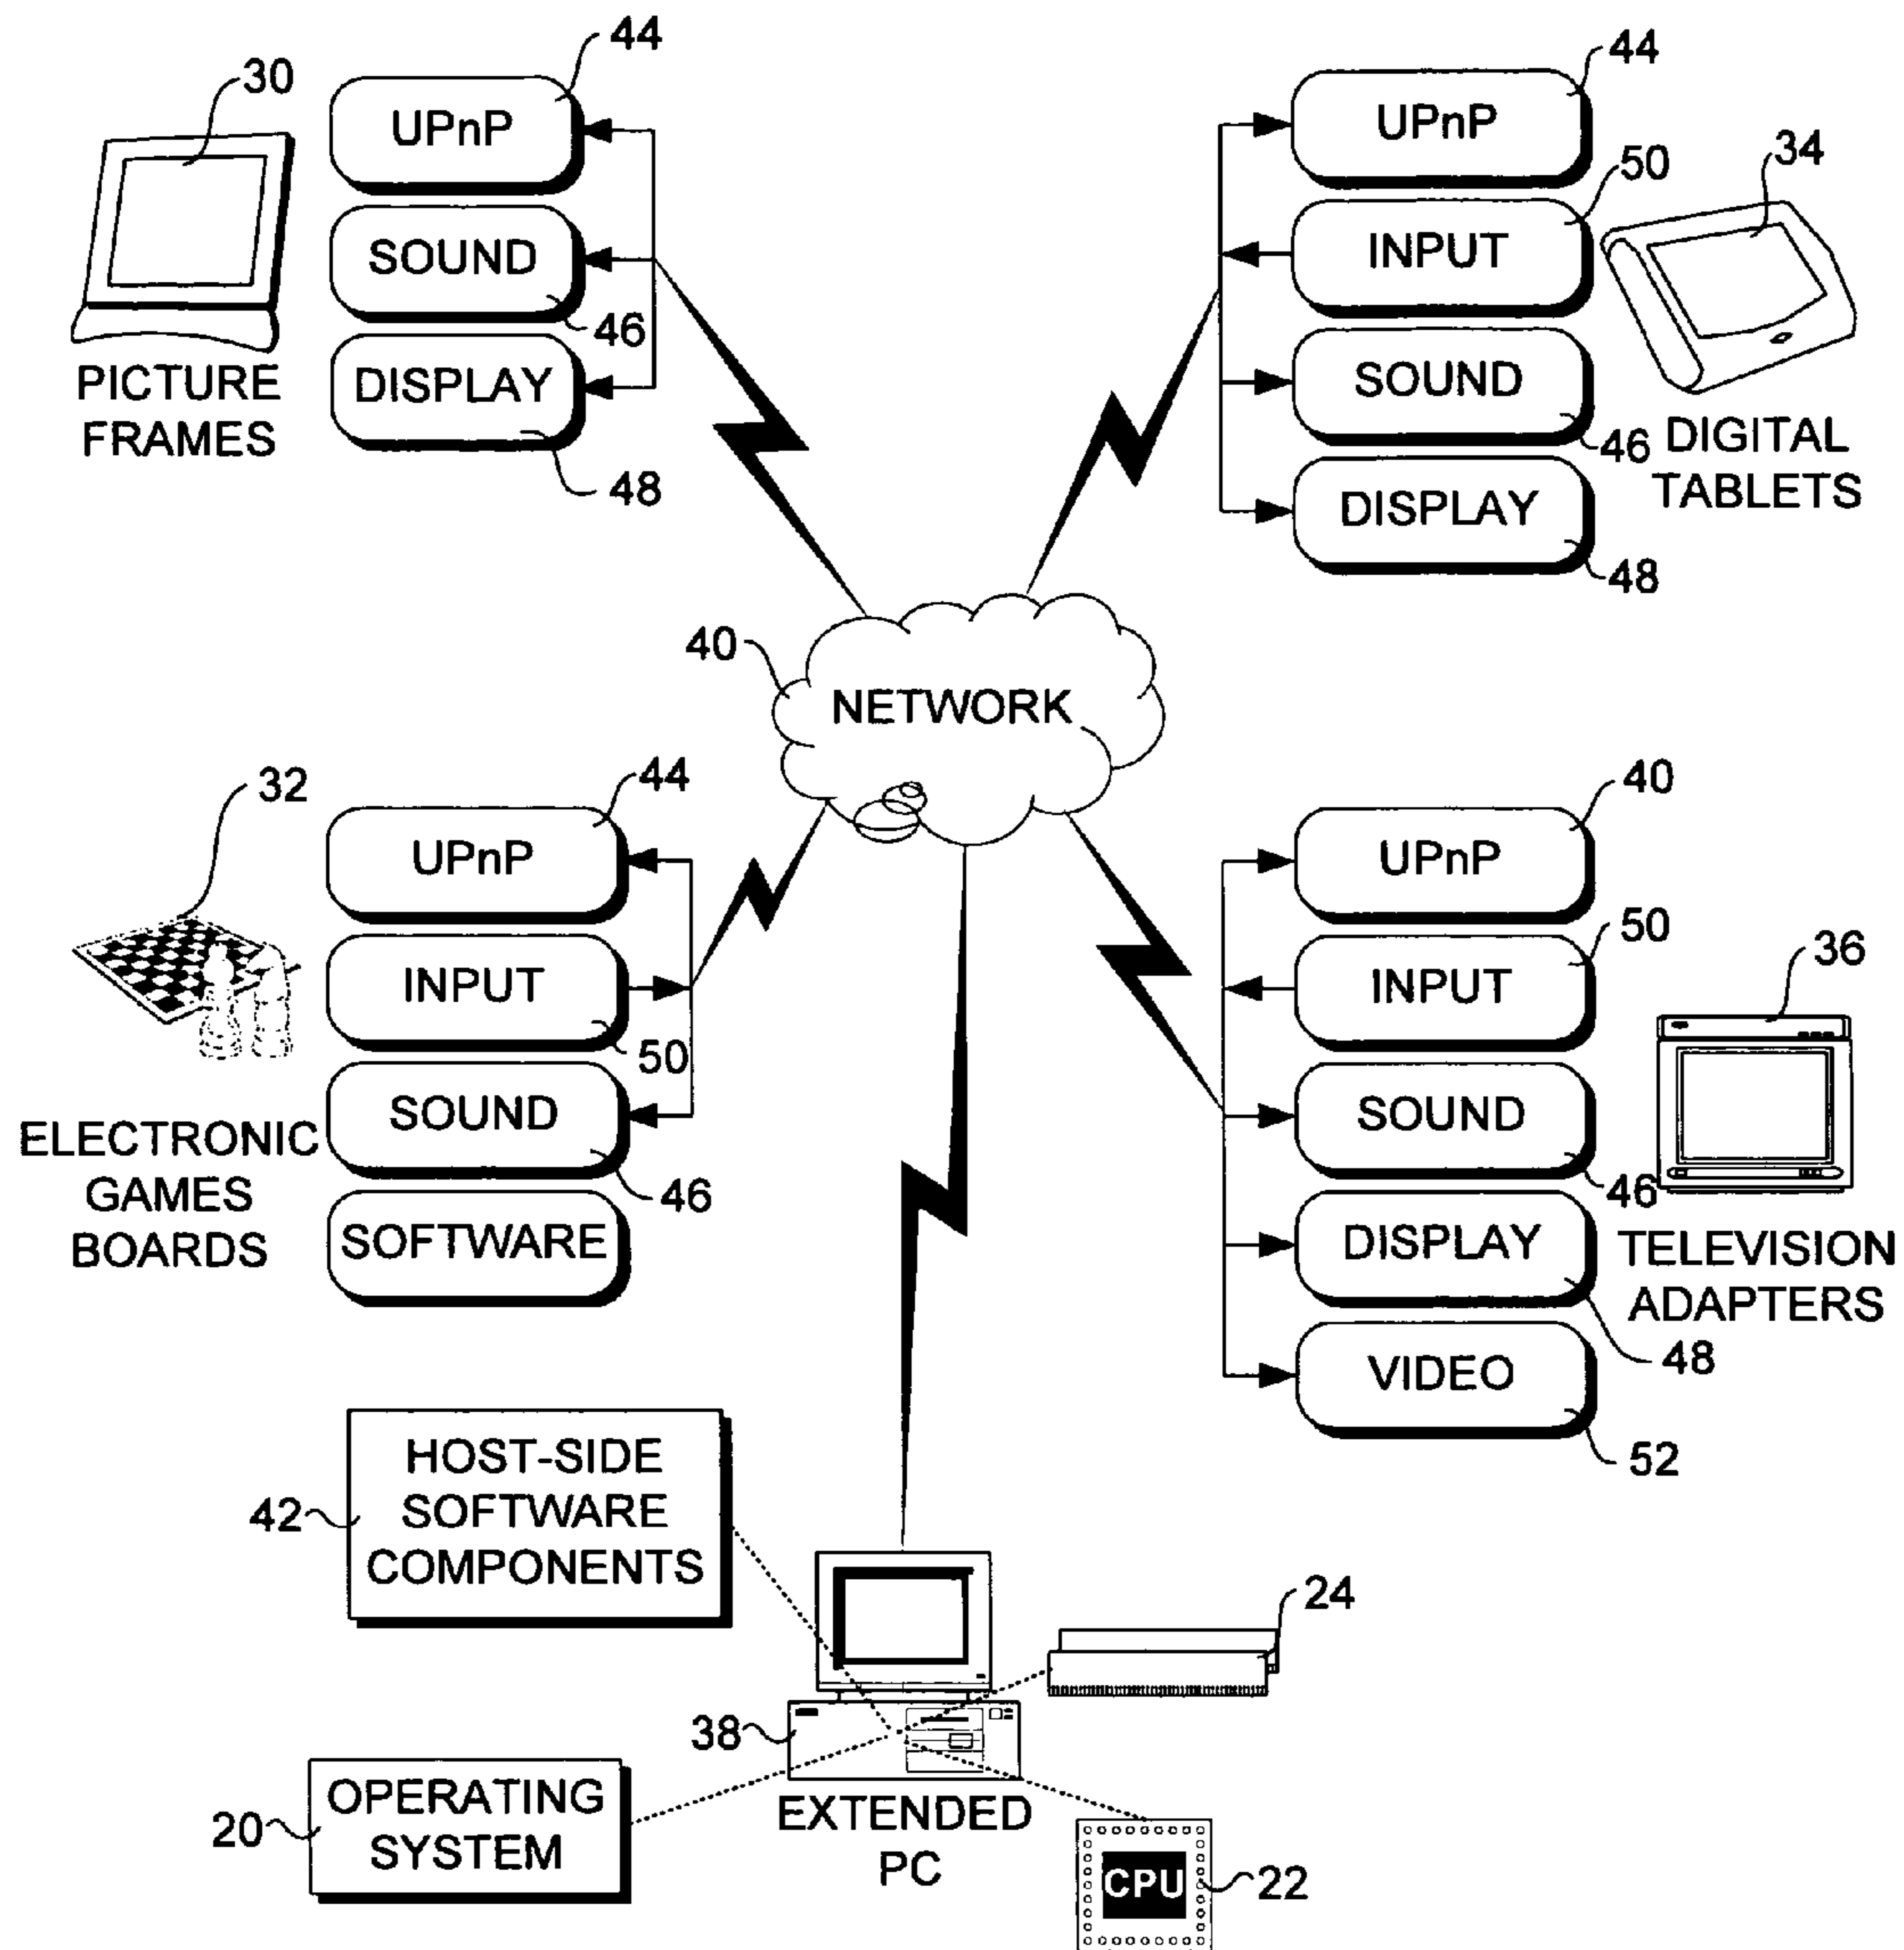 44
30
UPnP
SOUND
46
DISPLAY
48
PICTURE
FRAMES
44
UPnP
50
34
INPUT
SOUND
46
DISPLAY
48
DIGITAL
TABLETS
40
NETWORK
32
44
UPnP
INPUT
50
SOUND
46
SOFTWARE
ELECTRONIC
GAMES
BOARDS
40
UPnP
50
INPUT
36
SOUND
46
DISPLAY
48
VIDEO
52
TELEVISION
ADAPTERS
HOST-SIDE
SOFTWARE
COMPONENTS
42
24
38
OPERATING
SYSTEM
20
EXTENDED
PC
CPU
22